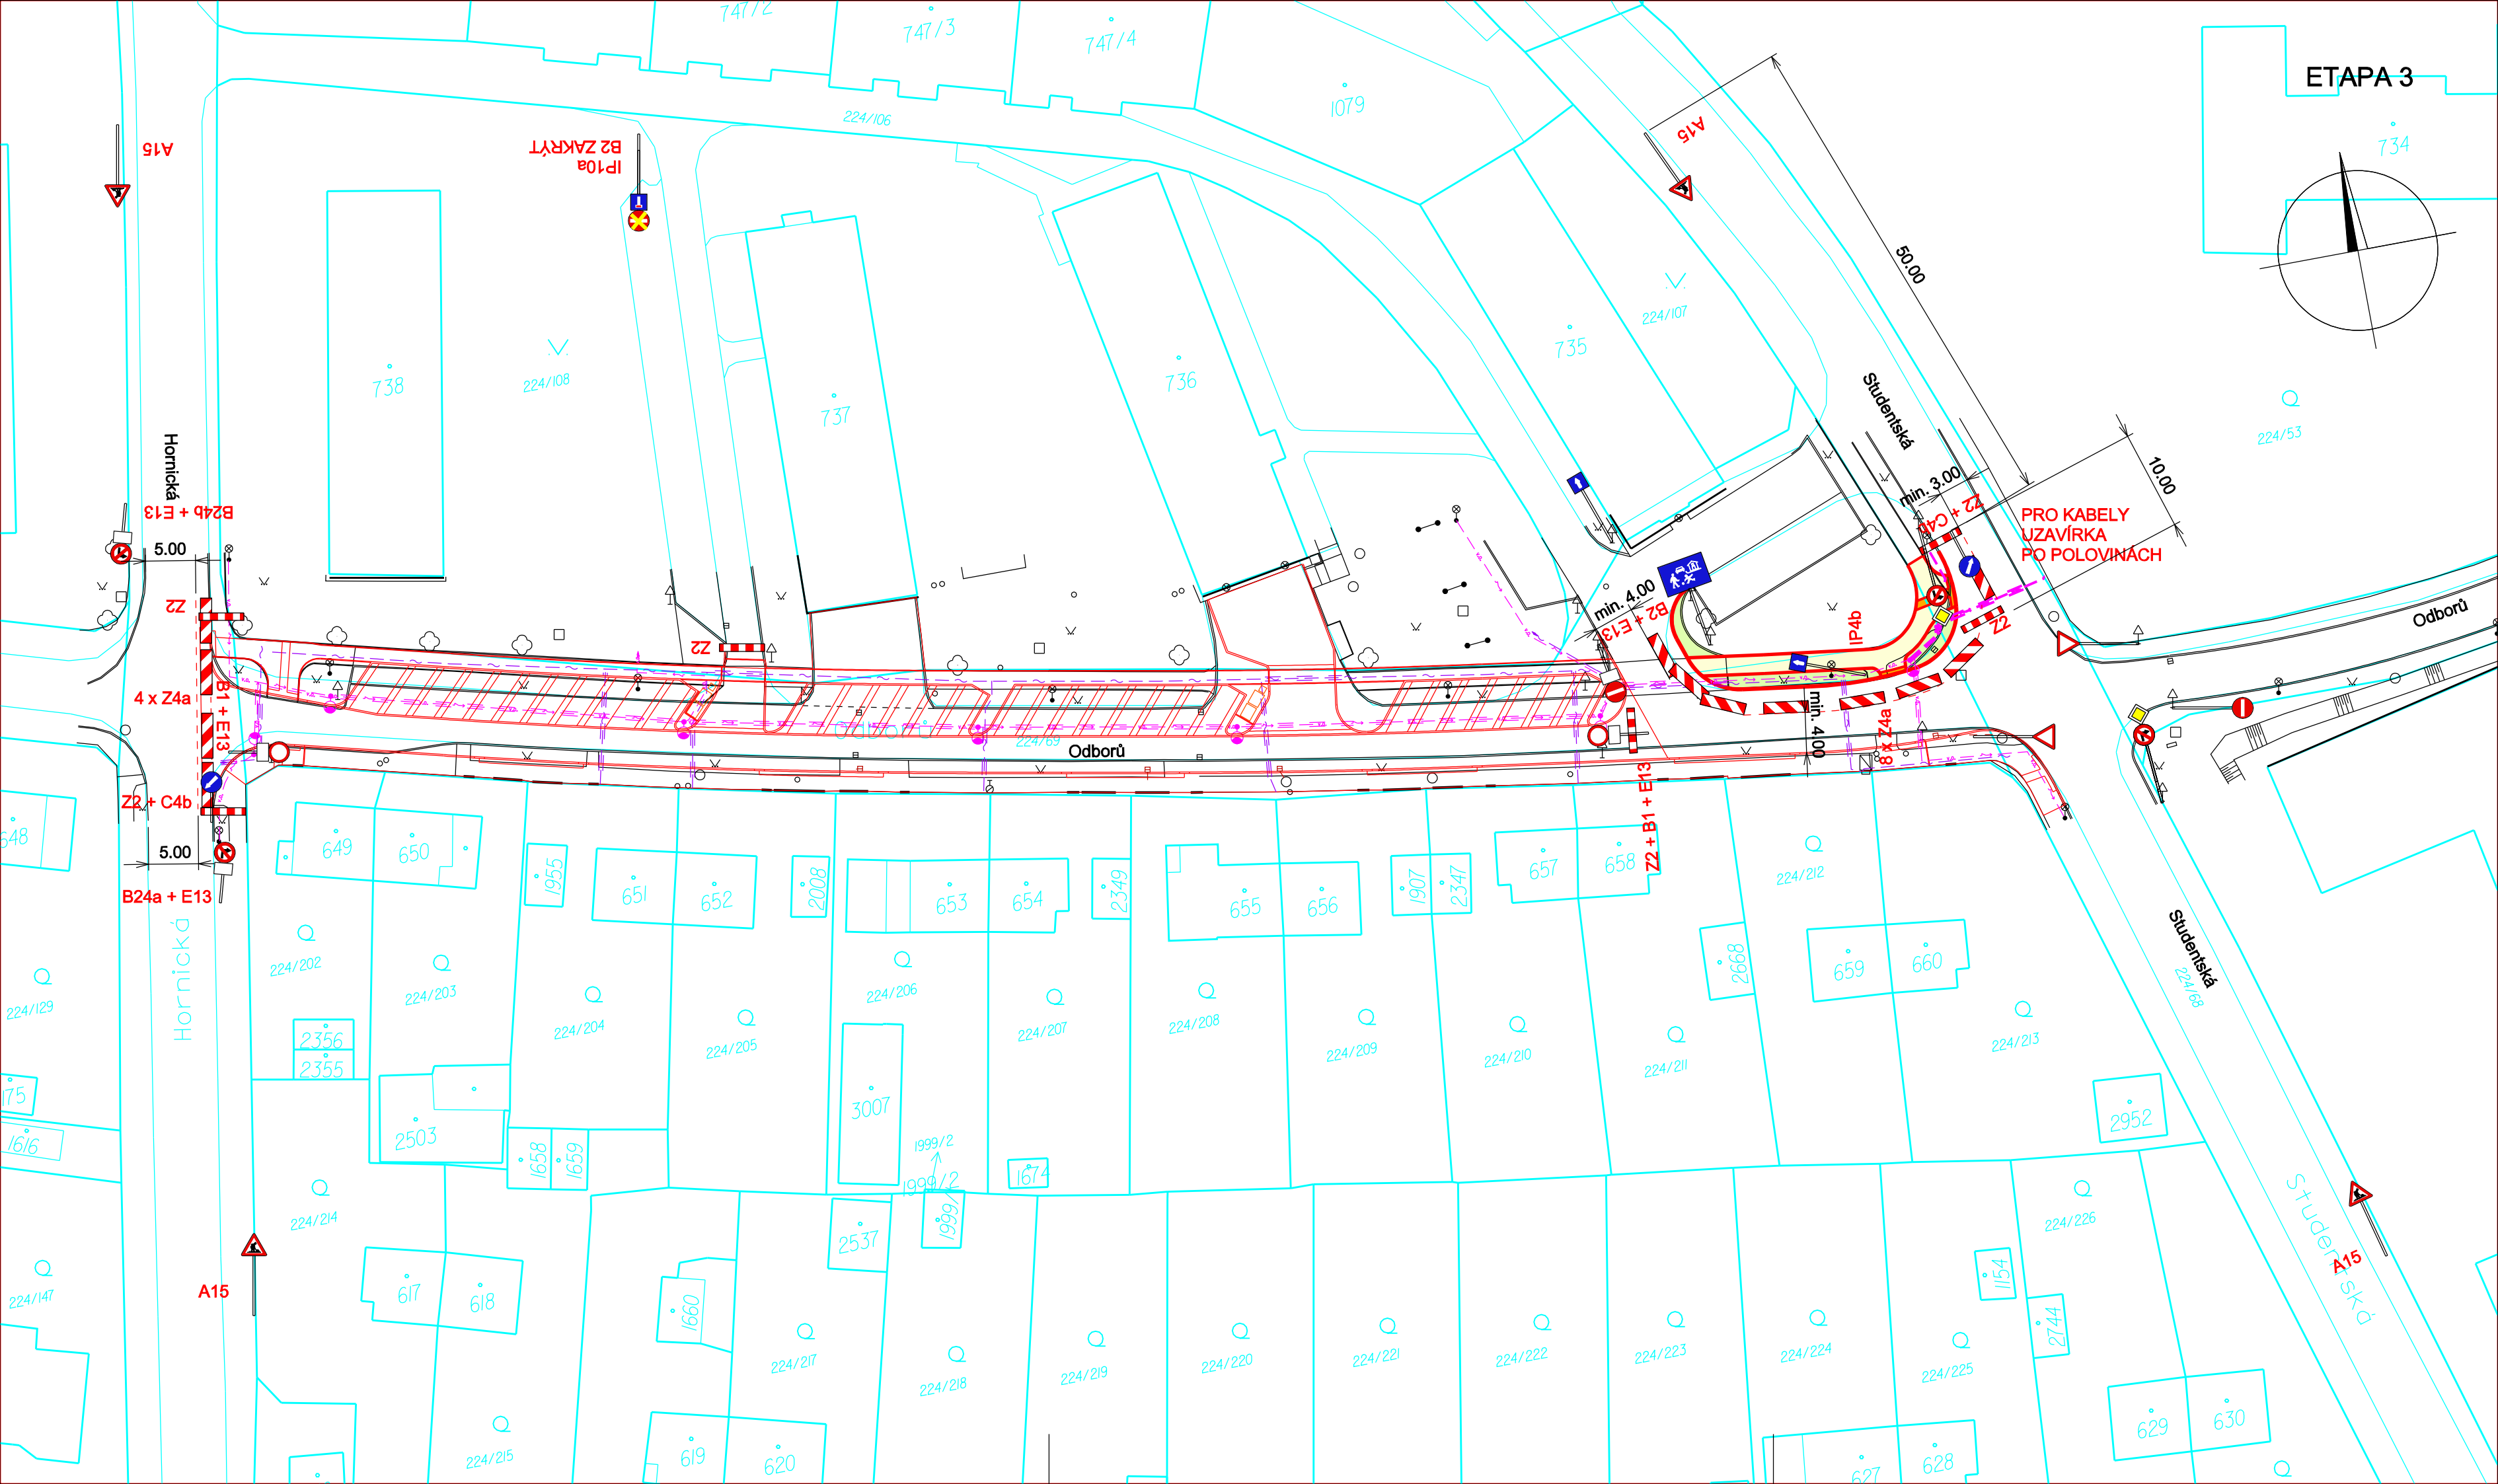 747/2
747/3
747/4
ETAPA 3
1079
224/106
A15
A15
B2 ZAKRÝT
IP10a
734
50.00
224/107
735
738
224/108
736
737
Studentská
224/53
Hornická
10.00
min. 3.00
B24b + E13
Z2 + C4b
PRO KABELY
UZAVÍRKA
PO POLOVINÁCH
5.00
min. 4.00
Z2
B2 + E13
IP4b
Z2
Odborů
Z2
4 x Z4a
B1 + E13
min. 4.00
8 x Z4a
224/69
Odborů
Z2 + C4b
Z2 + B1 + E13
648
649
650
5.00
B24a + E13
1955
651
652
2008
653
654
2349
655
656
1907
2347
657
658
224/212
Hornická
224/202
224/203
224/204
224/205
224/206
224/207
224/208
224/209
224/210
224/211
2668
659
660
Studentská
224/68
224/129
224/213
2356
2355
175
1616
2503
1658
1659
3007
1999/2
1999/2
1999/
1674
2952
Studentská
224/214
2537
224/226
A15
224/147
A15
617
618
1660
1154
2744
224/217
224/218
224/219
224/220
224/221
224/222
224/223
224/224
224/225
224/215
619
620
627
628
629
630